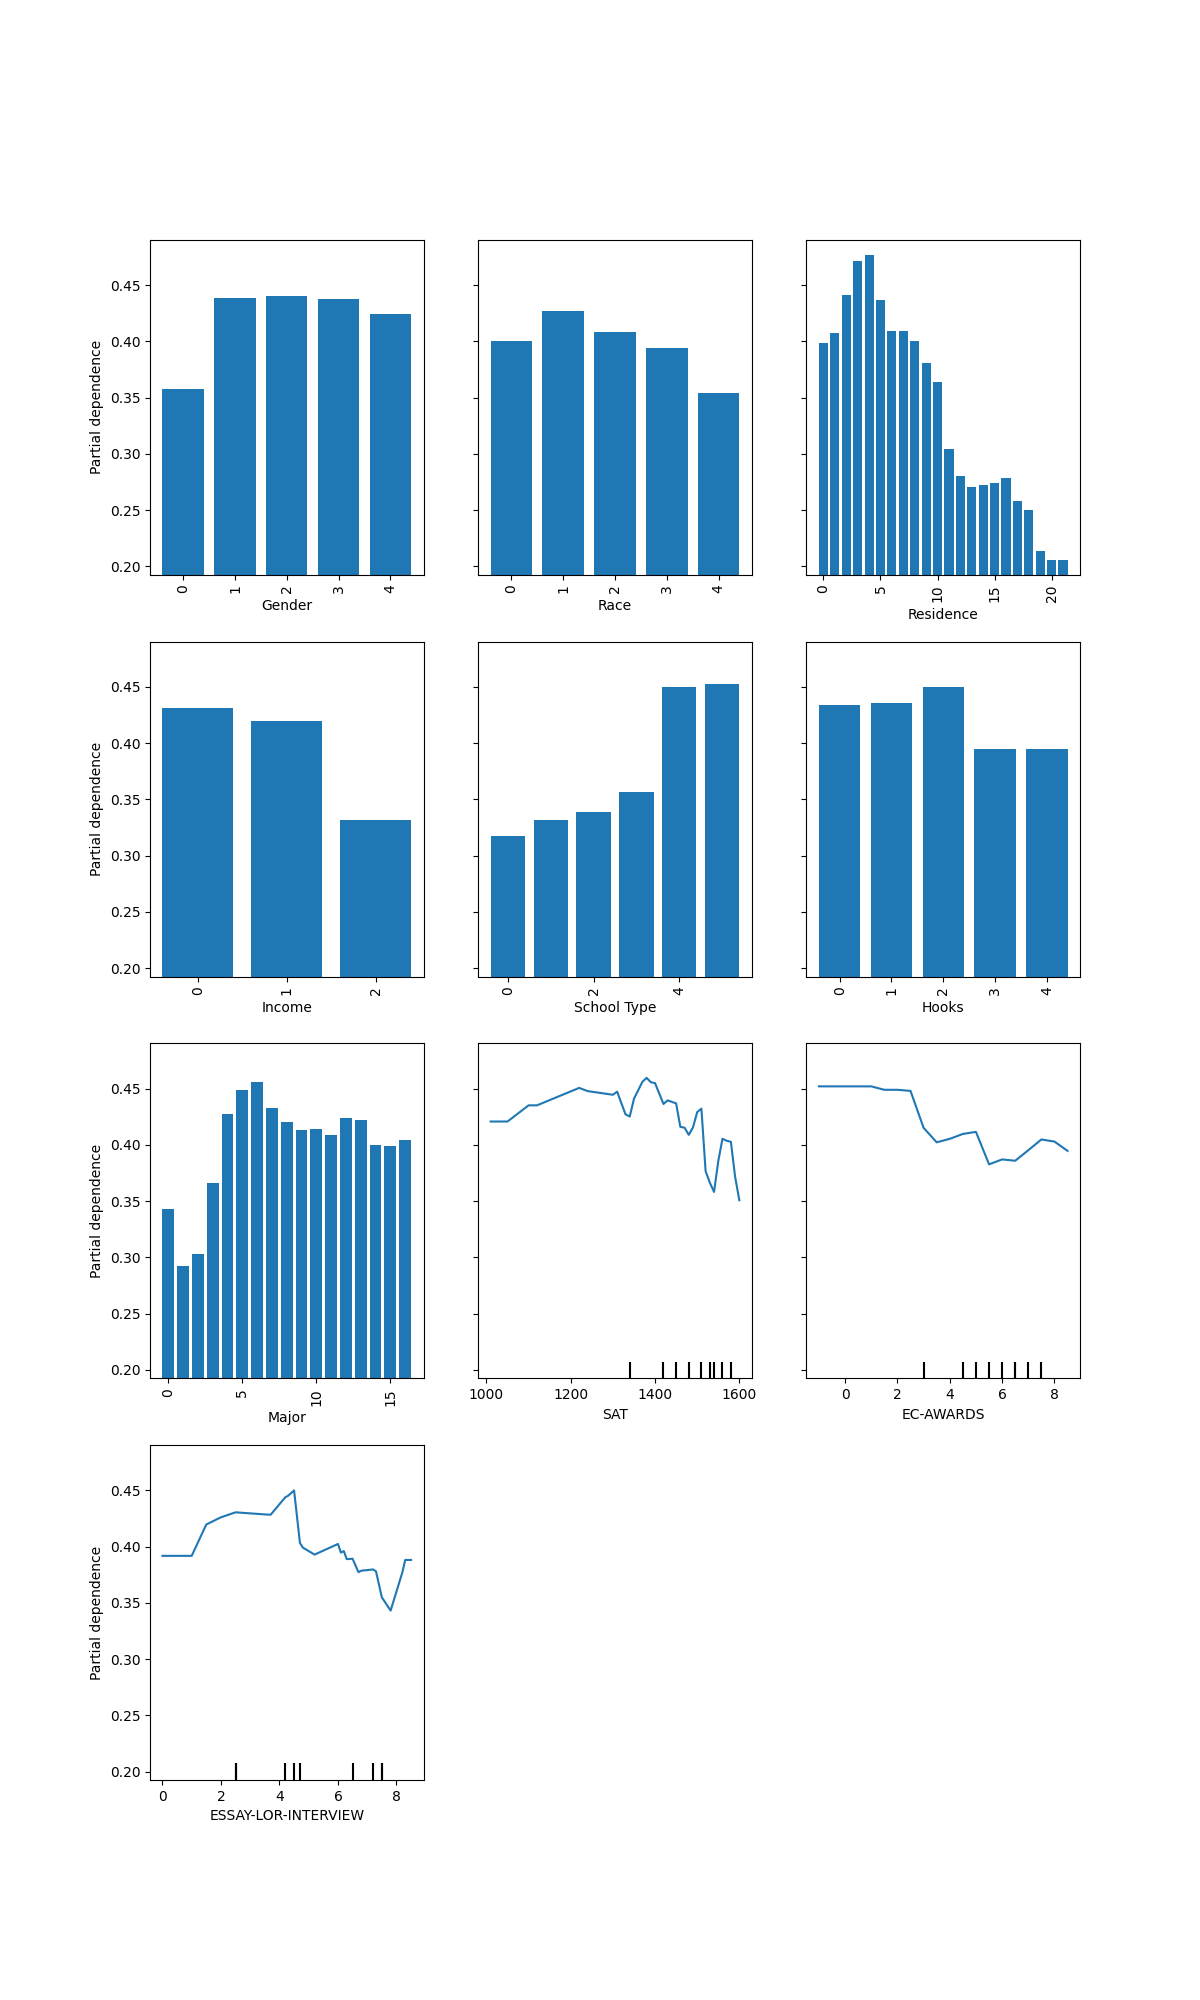 Partial dependence
0.45
0.40
0.35
0.30
0.25
0.20
0 1 2 3 4
Gender
0 1 2 3 4
Race
0 5 10 15 20
Residence
Partial dependence
0.45
0.40
0.35
0.30
0.25
0.20
0 1 2
Income
0 2 4
School Type
0 1 2 3 4
Hooks
Partial dependence
0.45
0.40
0.35
0.30
0.25
0.20
0 5 10 15
Major
1000 1200 1400 1600
SAT
0 2 4 6 8
EC-AWARDS
Partial dependence
0.45
0.40
0.35
0.30
0.25
0.20
0 2 4 6 8
ESSAY-LOR-INTERVIEW